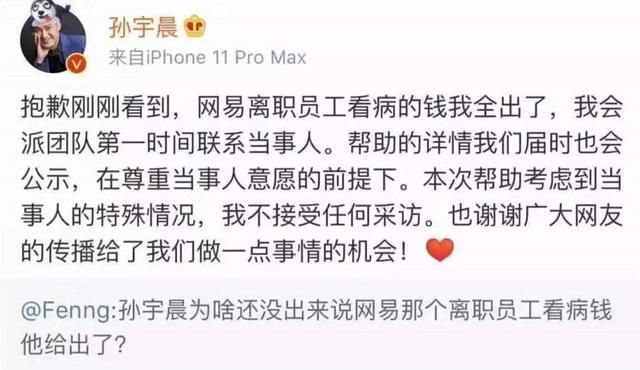 孙宇晨
来自iPhone 11 Pro Max
抱歉刚刚看到，网易离职员工看病的钱我全出了，我会
派团队第一时间联系当事人。帮助的详情我们届时也会
公示，在尊重当事人意愿的前提下。本次帮助考虑到当
事人的特殊情况，我不接受任何采访。也谢谢广大网友
的传播给了我们做一点事情的机会！
@Fenng:孙宇晨为啥还没出来说网易那个离职员工看病钱
他给出了?